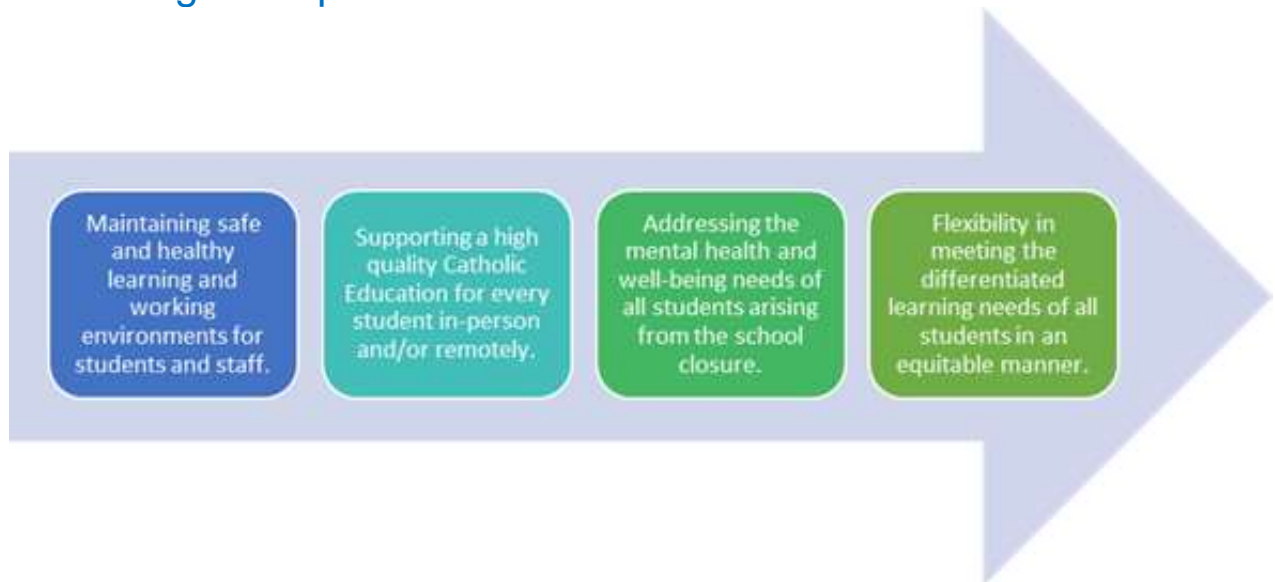 Maintaining safe
and healthy
learning and
working
environments for
students and staff.
Supporting a high
quality Catholic
Education for every
student in-person
and/or remotely.
Addressing the
mental health and
well-being needs of
all students arising
from the school
closure.
Flexibility in
meeting the
differentiated
learning needs of all
students in an
equitable manner.